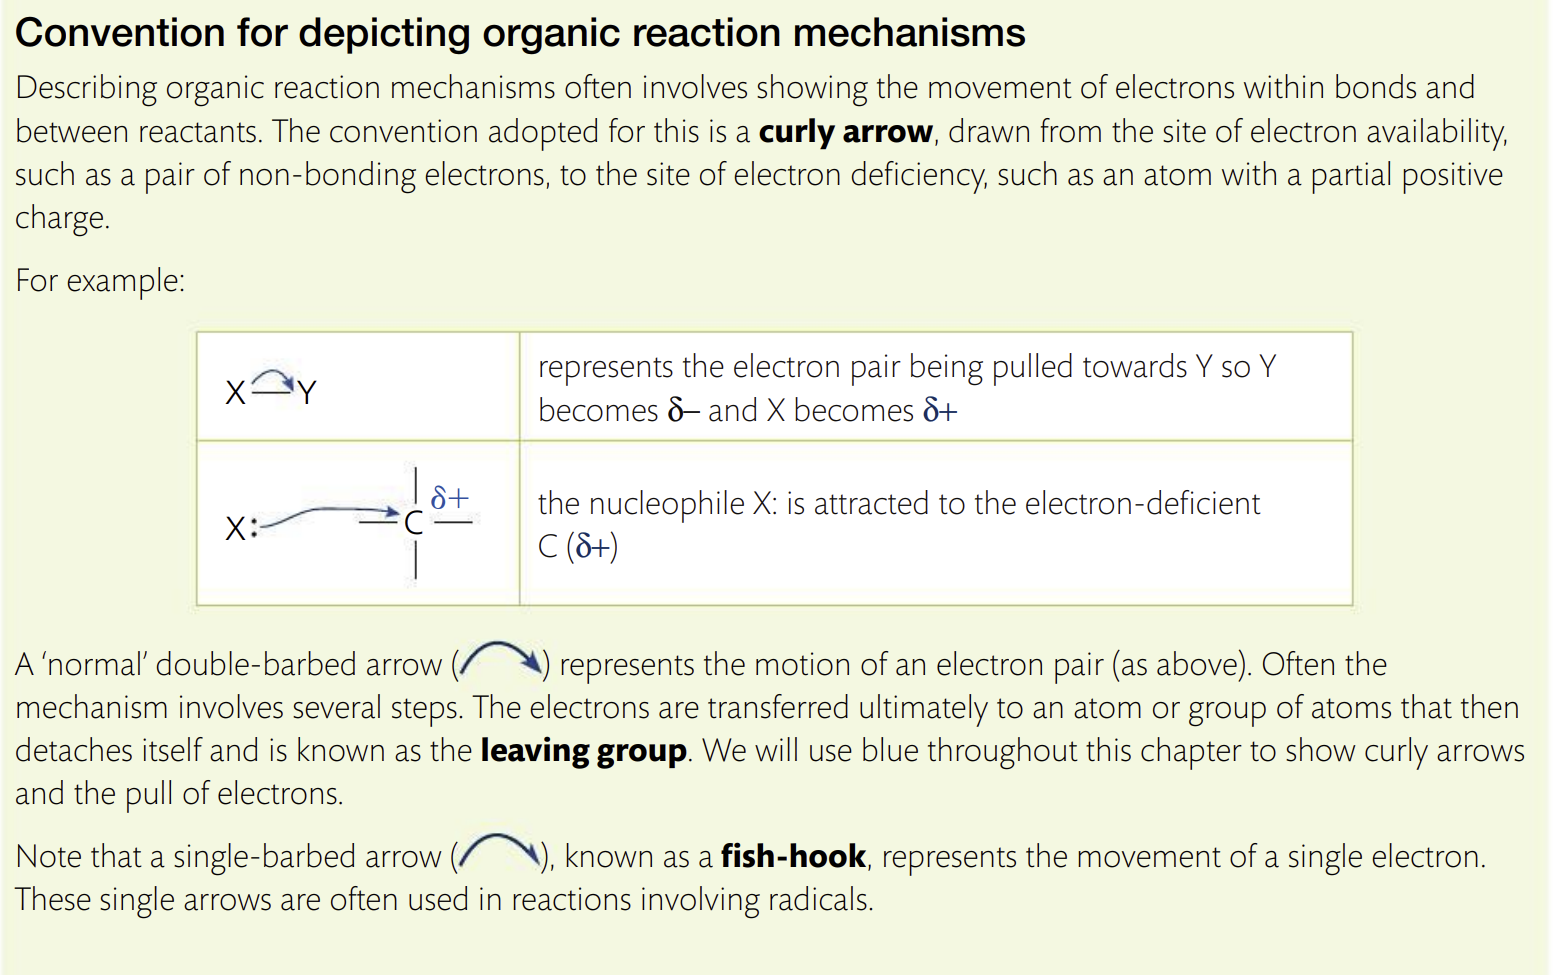 Convention for depicting organic reaction mechanisms
Describing organic reaction mechanisms often involves showing the movement of electrons within bonds and
between reactants. The convention adopted for this is a curly arrow, drawn from the site of electron availability,
such as a pair of non-bonding electrons, to the site of electron deficiency, such as an atom with a partial positive
charge.
For example:
X Y
represents the electron pair being pulled towards Y so Y
becomes δ– and X becomes δ+
X: C δ+
the nucleophile X: is attracted to the electron-deficient
C (δ+)
A ‘normal’ double-barbed arrow ( ) represents the motion of an electron pair (as above). Often the
mechanism involves several steps. The electrons are transferred ultimately to an atom or group of atoms that then
detaches itself and is known as the leaving group. We will use blue throughout this chapter to show curly arrows
and the pull of electrons.
Note that a single-barbed arrow ( ), known as a fish-hook, represents the movement of a single electron.
These single arrows are often used in reactions involving radicals.